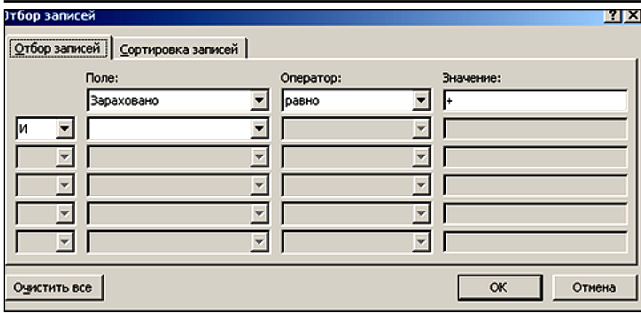 Отбор записей
Отбор записей Сортировка записей
Поле: Оператор: Значение:
Зараховано равно +
И
Очистить все ОК Отмена